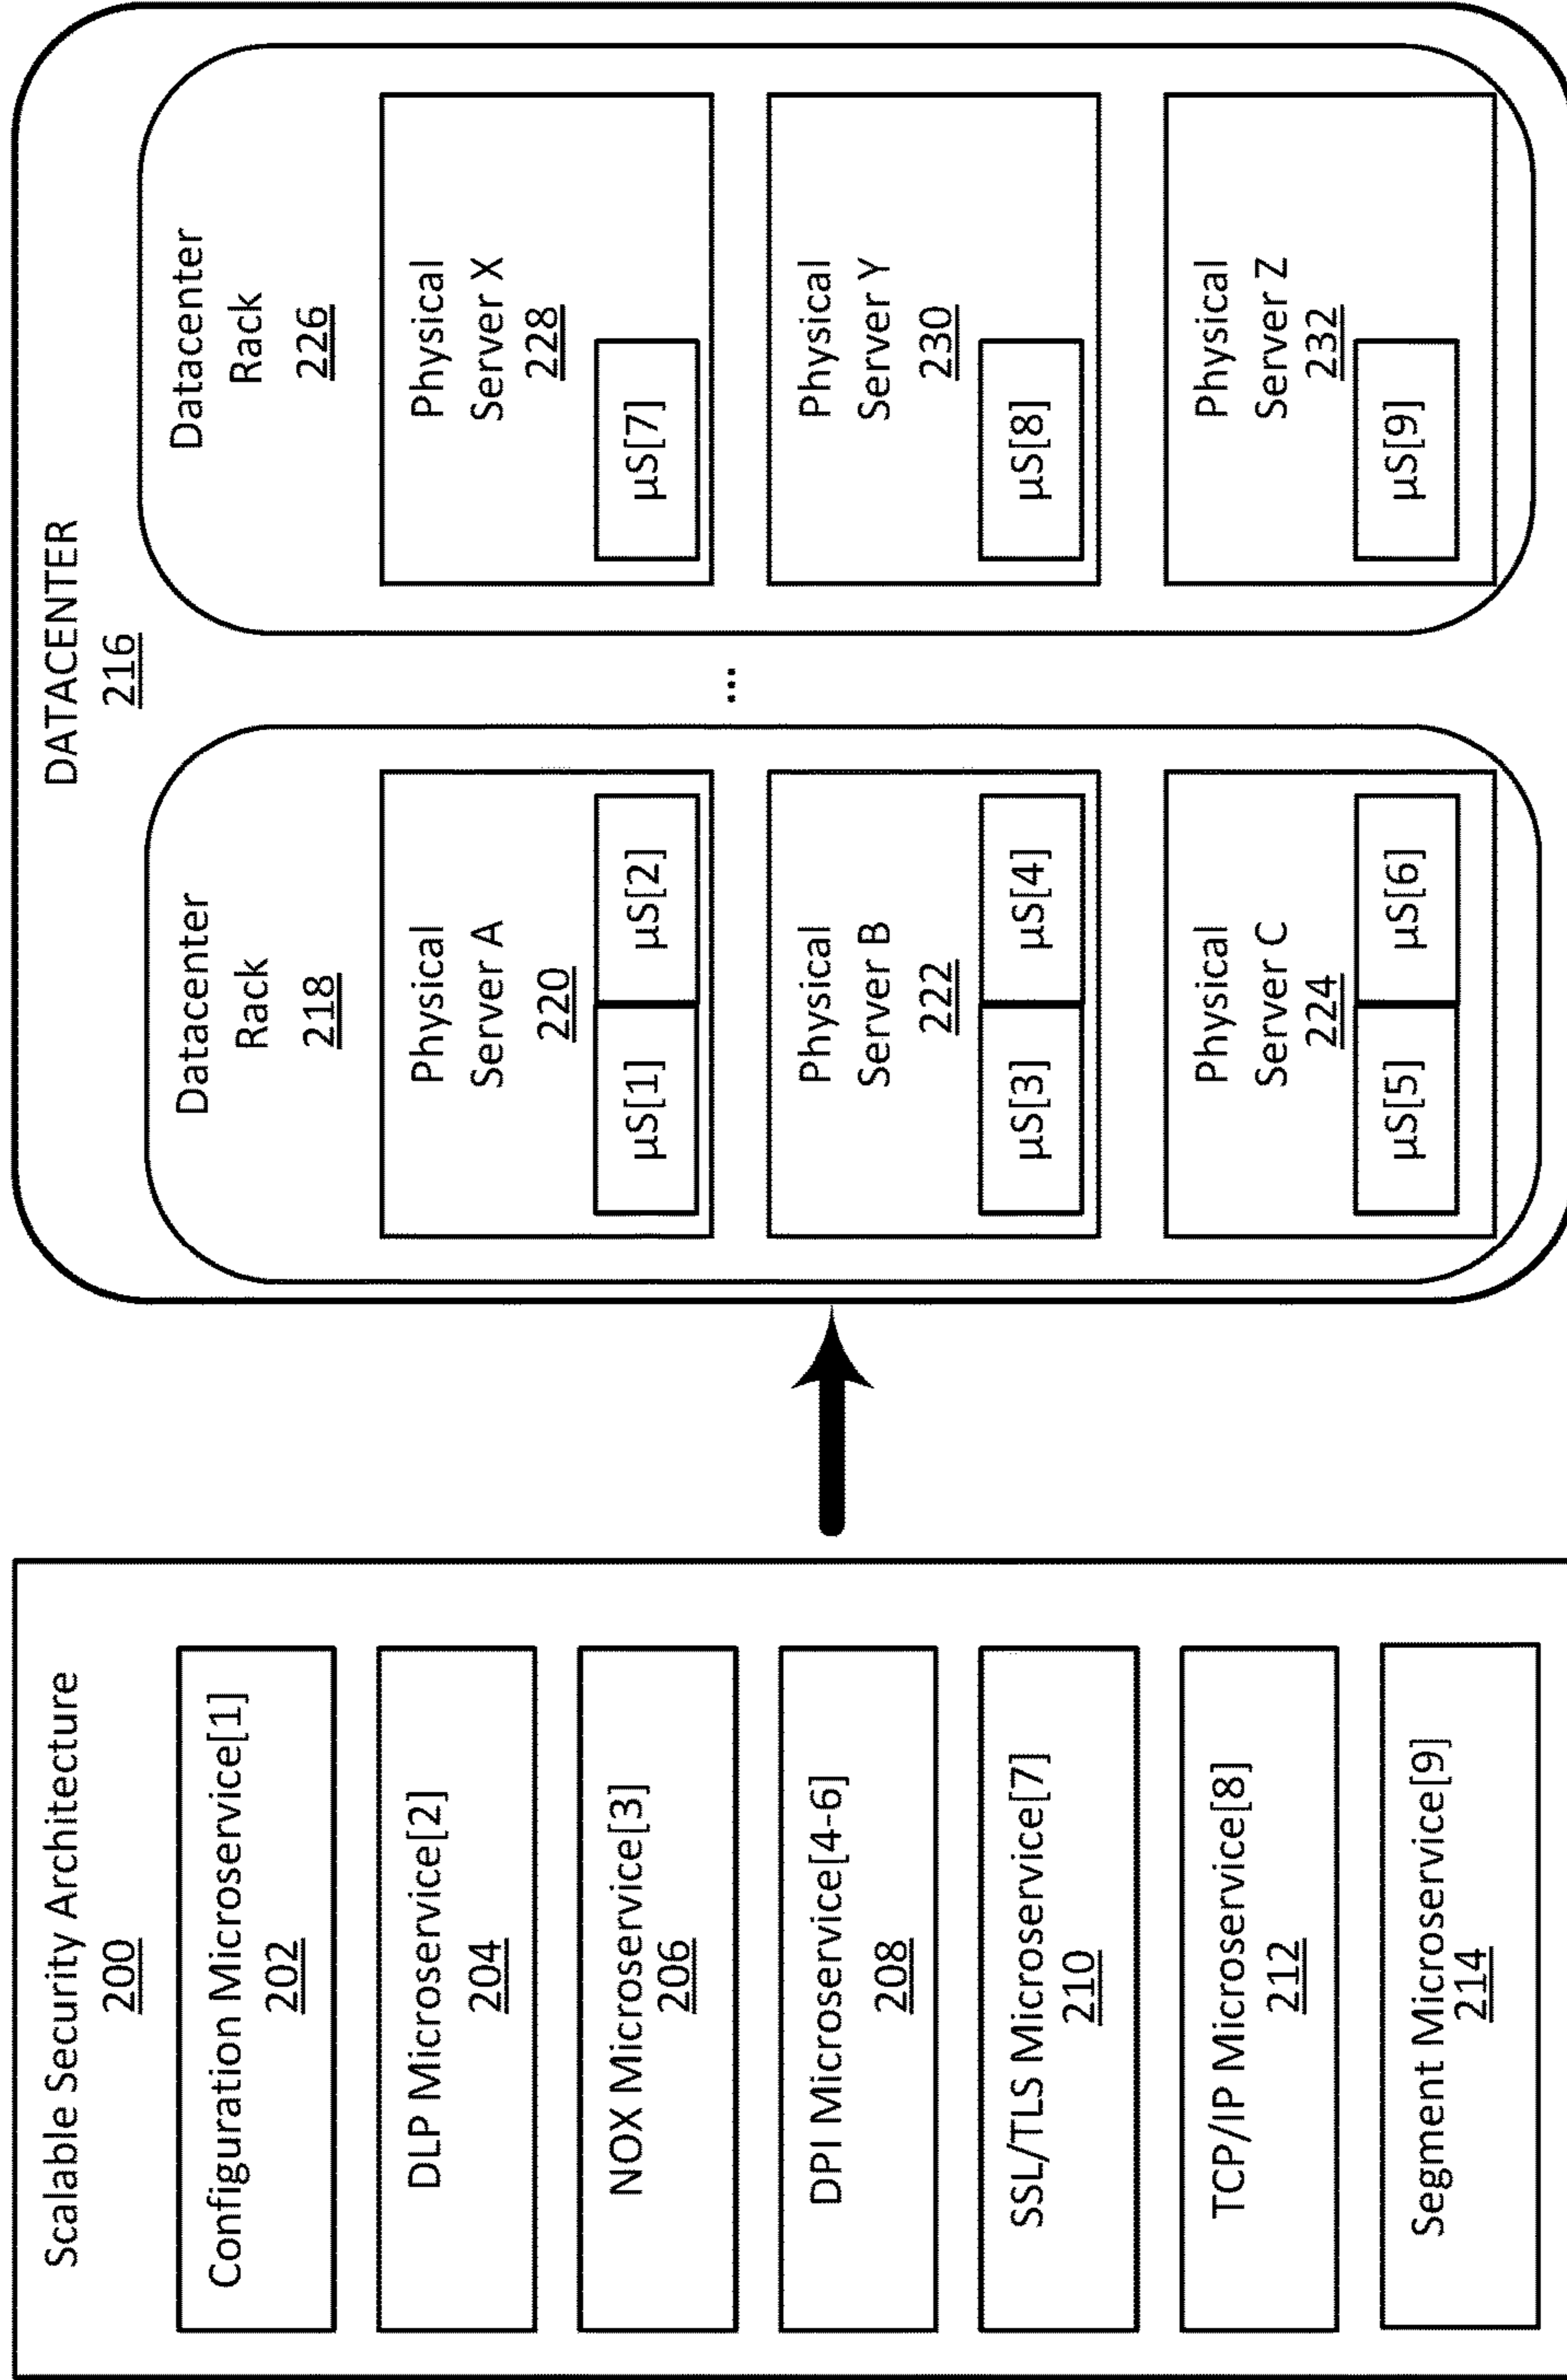 Scalable Security Architecture
200
Configuration Microservice[1]
202
DLP Microservice[2]
204
NOX Microservice[3]
206
DPI Microservice[4-6]
208
SSL/TLS Microservice[7]
210
TCP/IP Microservice[8]
212
Segment Microservice[9]
214
DATACENTER
216
Datacenter
Rack
218
Physical
Server A
220
µS[1] µS[2]
Physical
Server B
222
µS[3] µS[4]
Physical
Server C
224
µS[5] µS[6]
...
Datacenter
Rack
226
Physical
Server X
228
µS[7]
Physical
Server Y
230
µS[8]
Physical
Server Z
232
µS[9]